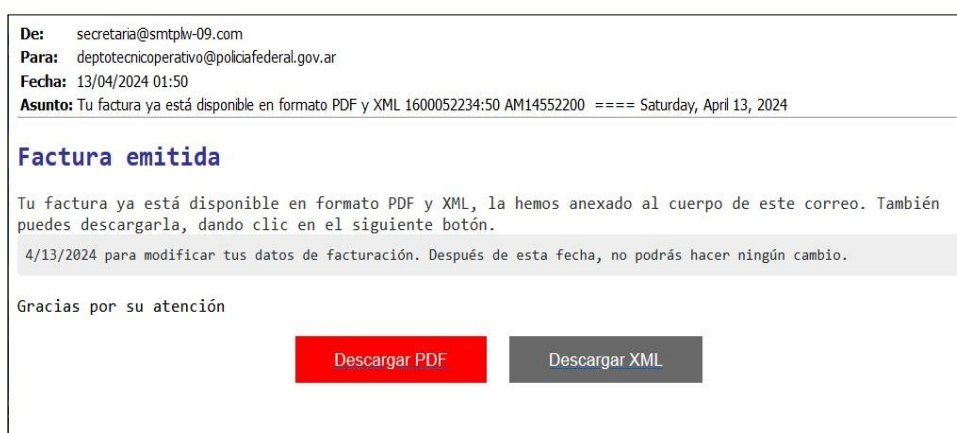 De: secretaria@smtplw-09.com
Para: deptotecnicoperativo@policiafederal.gov.ar
Fecha: 13/04/2024 01:50
Asunto: Tu factura ya está disponible en formato PDF y XML 1600052234:50 AM14552200 ==== Saturday, April 13, 2024
Factura emitida
Tu factura ya está disponible en formato PDF y XML, la hemos anexado al cuerpo de este correo. También
puedes descargarla, dando clic en el siguiente botón.
4/13/2024 para modificar tus datos de facturación. Después de esta fecha, no podrás hacer ningún cambio.
Gracias por su atención
Descargar PDF Descargar XML